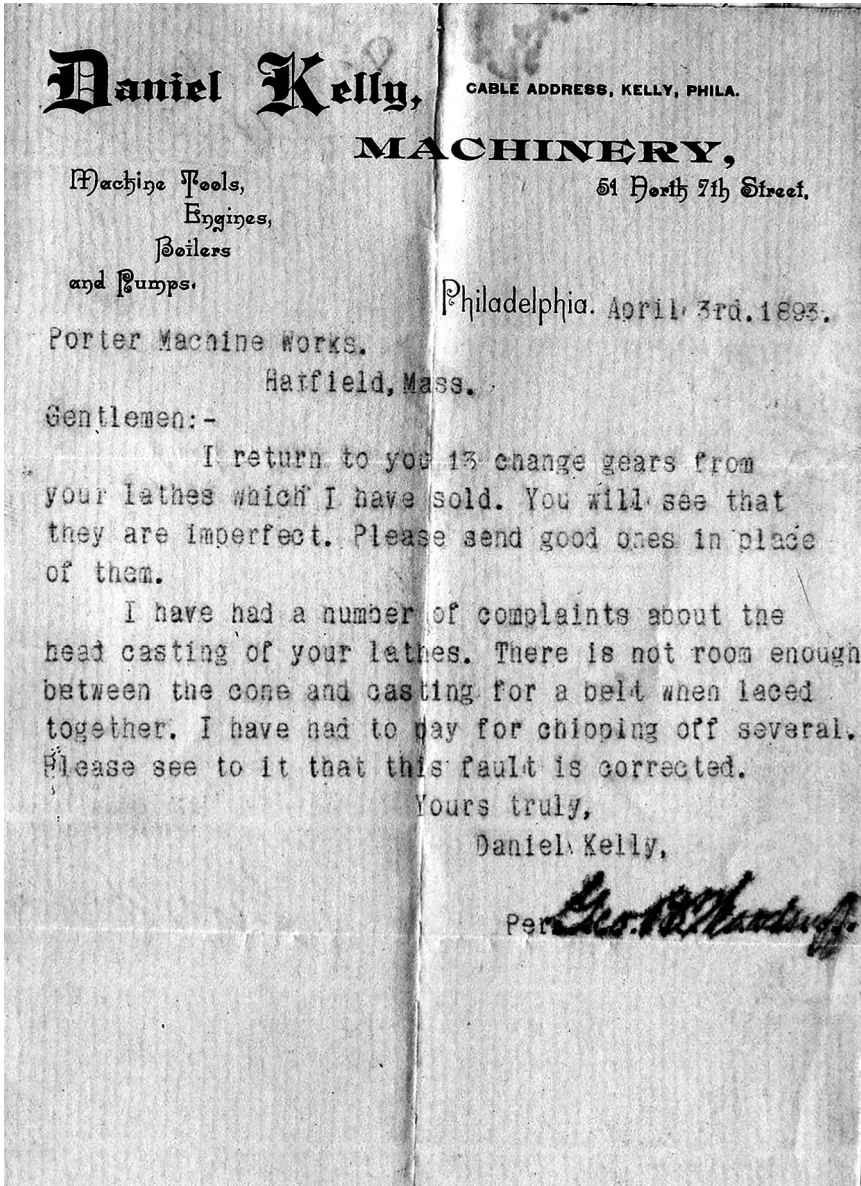 Daniel Kelly,
CABLE ADDRESS, KELLY, PHILA.
MACHINERY,
51 North 7th Street,
Machine Tools,
Engines,
Boilers
and Pumps.
Philadelphia. April 3rd. 1893.
Porter Machine Works.
Hatfield, Mass.
Gentlemen:-
I return to you 13 change gears from
your lathes which I have sold. You will see that
they are imperfect. Please send good ones in place
of them.
I have had a number of complaints about the
head casting of your lathes. There is not room enough
between the cone and casting for a belt when laced
together. I have had to pay for chipping off several.
Please see to it that this fault is corrected.
Yours truly,
Daniel Kelly,
Per Geo. B. Woodruff.